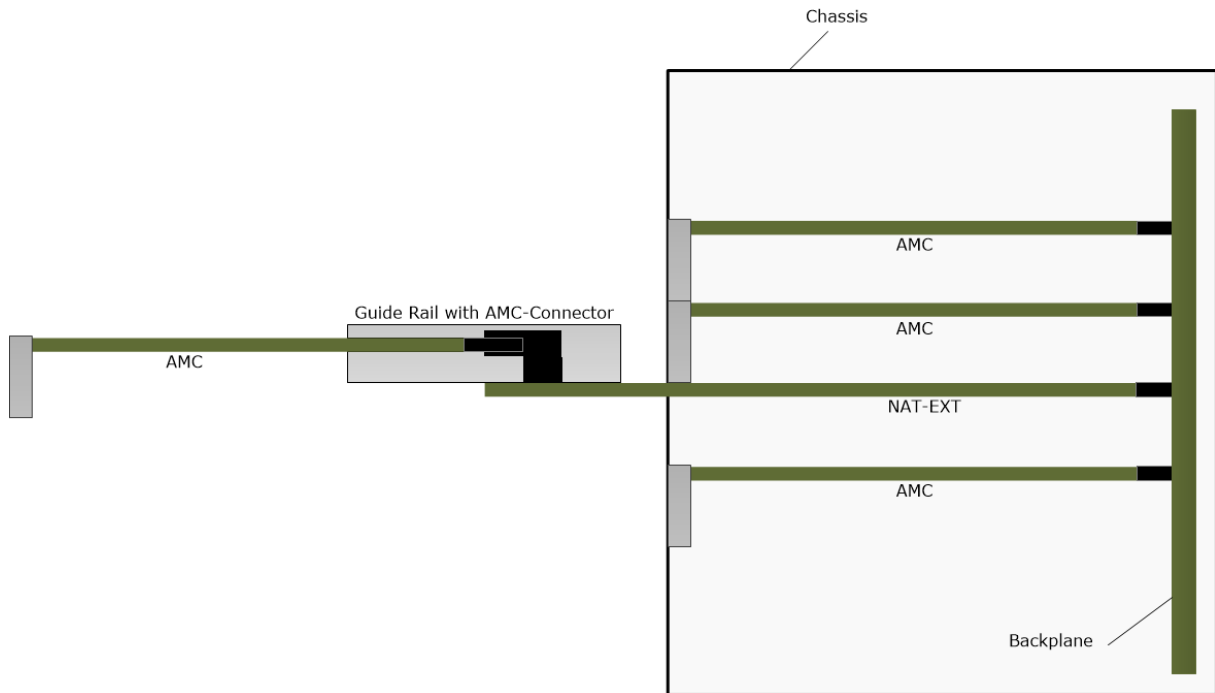 Chassis
AMC
Guide Rail with AMC-Connector
AMC
AMC
NAT-EXT
AMC
Backplane